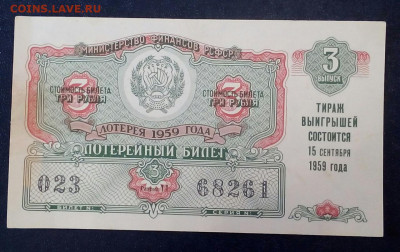 COINS.LAVE.RU
МИНИСТЕРСТВО ФИНАНСОВ РСФСР
3
ВЫПУСК
СТОИМОСТЬ БИЛЕТА
3
ТРИ РУБЛЯ
СТОИМОСТЬ БИЛЕТА
3
ТРИ РУБЛЯ
ЛОТЕРЕЯ 1959 ГОДА
ЛОТЕРЕЙНЫЙ БИЛЕТ
ТИРАЖ
ВЫИГРЫШЕЙ
СОСТОИТСЯ
15 СЕНТЯБРЯ
1959 года
3
023
68261
БИЛЕТ №
СЕРИЯ №